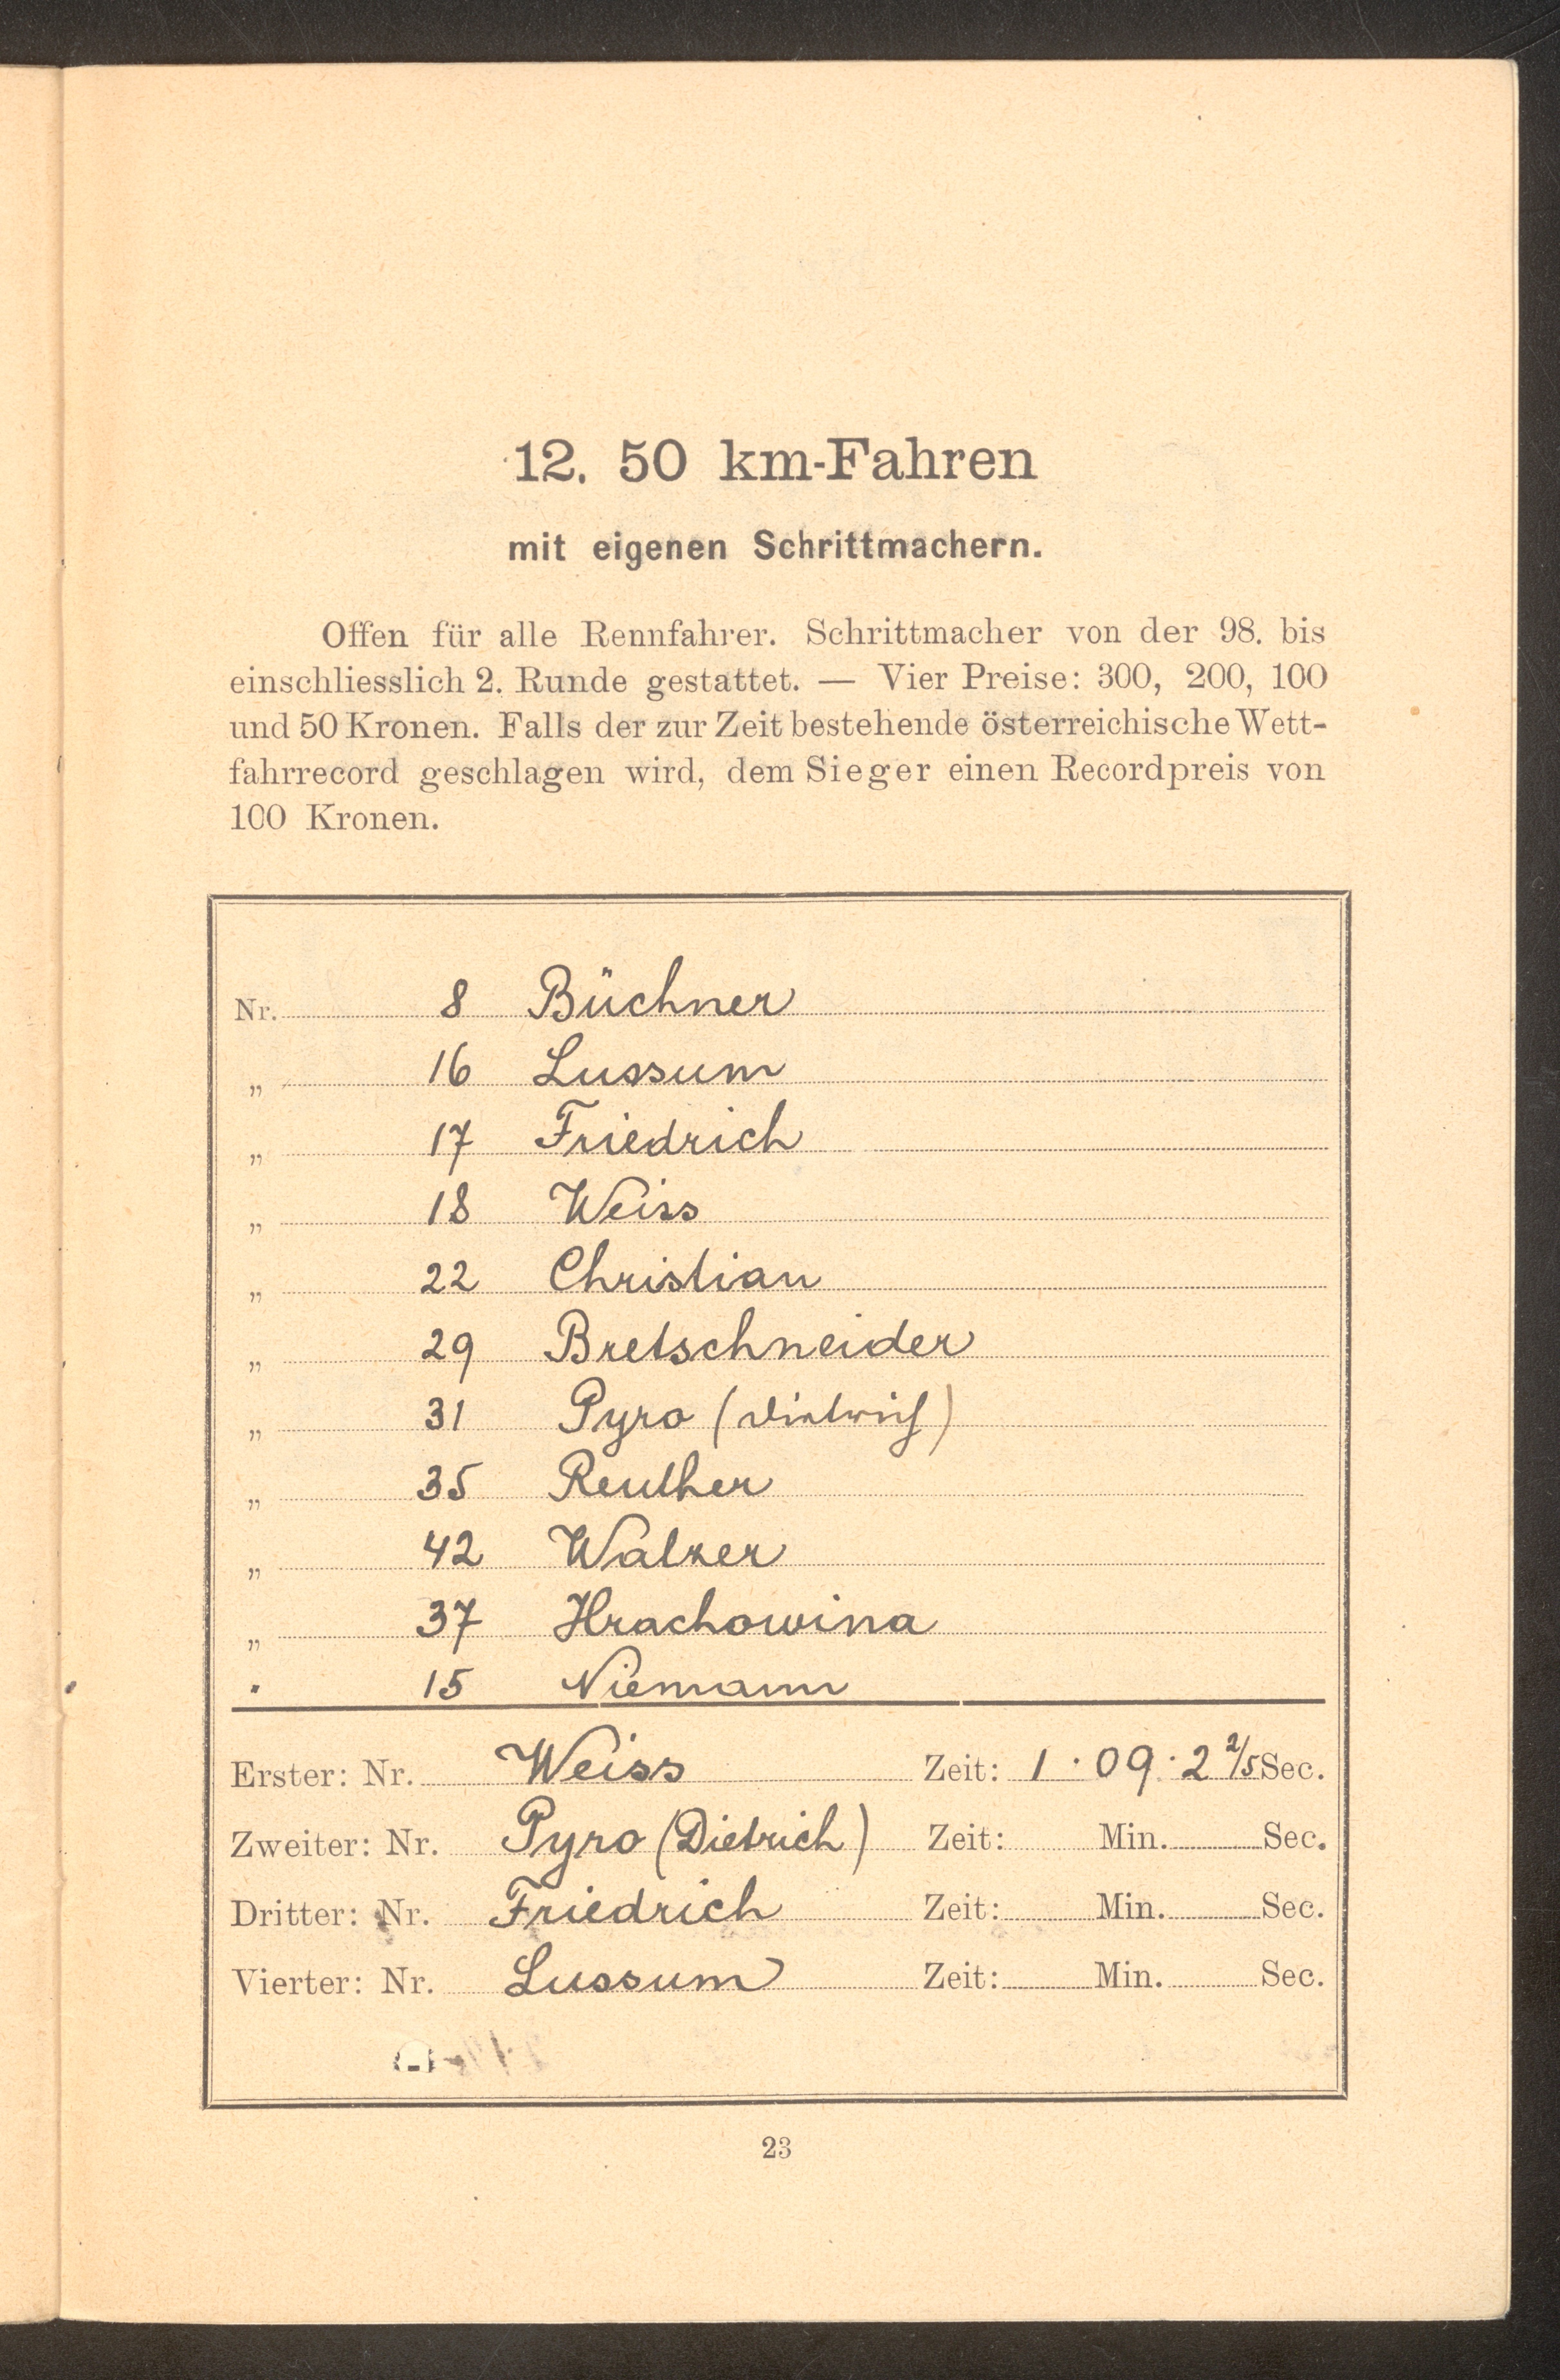 12. 50 km-Fahren
mit eigenen Schrittmachern.
Offen für alle Rennfahrer. Schrittmacher von der 98. bis
einschliesslich 2. Runde gestattet. — Vier Preise: 300, 200, 100
und 50 Kronen. Falls der zur Zeit bestehende österreichische Wett-
fahrrecord geschlagen wird, dem Sieger einen Recordpreis von
100 Kronen.
Nr. 8 Büchner
„ 16 Lussum
„ 17 Friedrich
„ 18 Weiss
„ 22 Christian
„ 29 Bretschneider
„ 31 Pyro (Dietrich)
„ 35 Reuther
„ 42 Walzer
„ 37 Hrachowina
" 15 Niemann
Erster: Nr. Weiss Zeit: 1 · 09 · 2 2/5 Sec.
Zweiter: Nr. Pyro (Dietrich) Zeit: Min. Sec.
Dritter: Nr. Friedrich Zeit: Min. Sec.
Vierter: Nr. Lussum Zeit: Min. Sec.
23